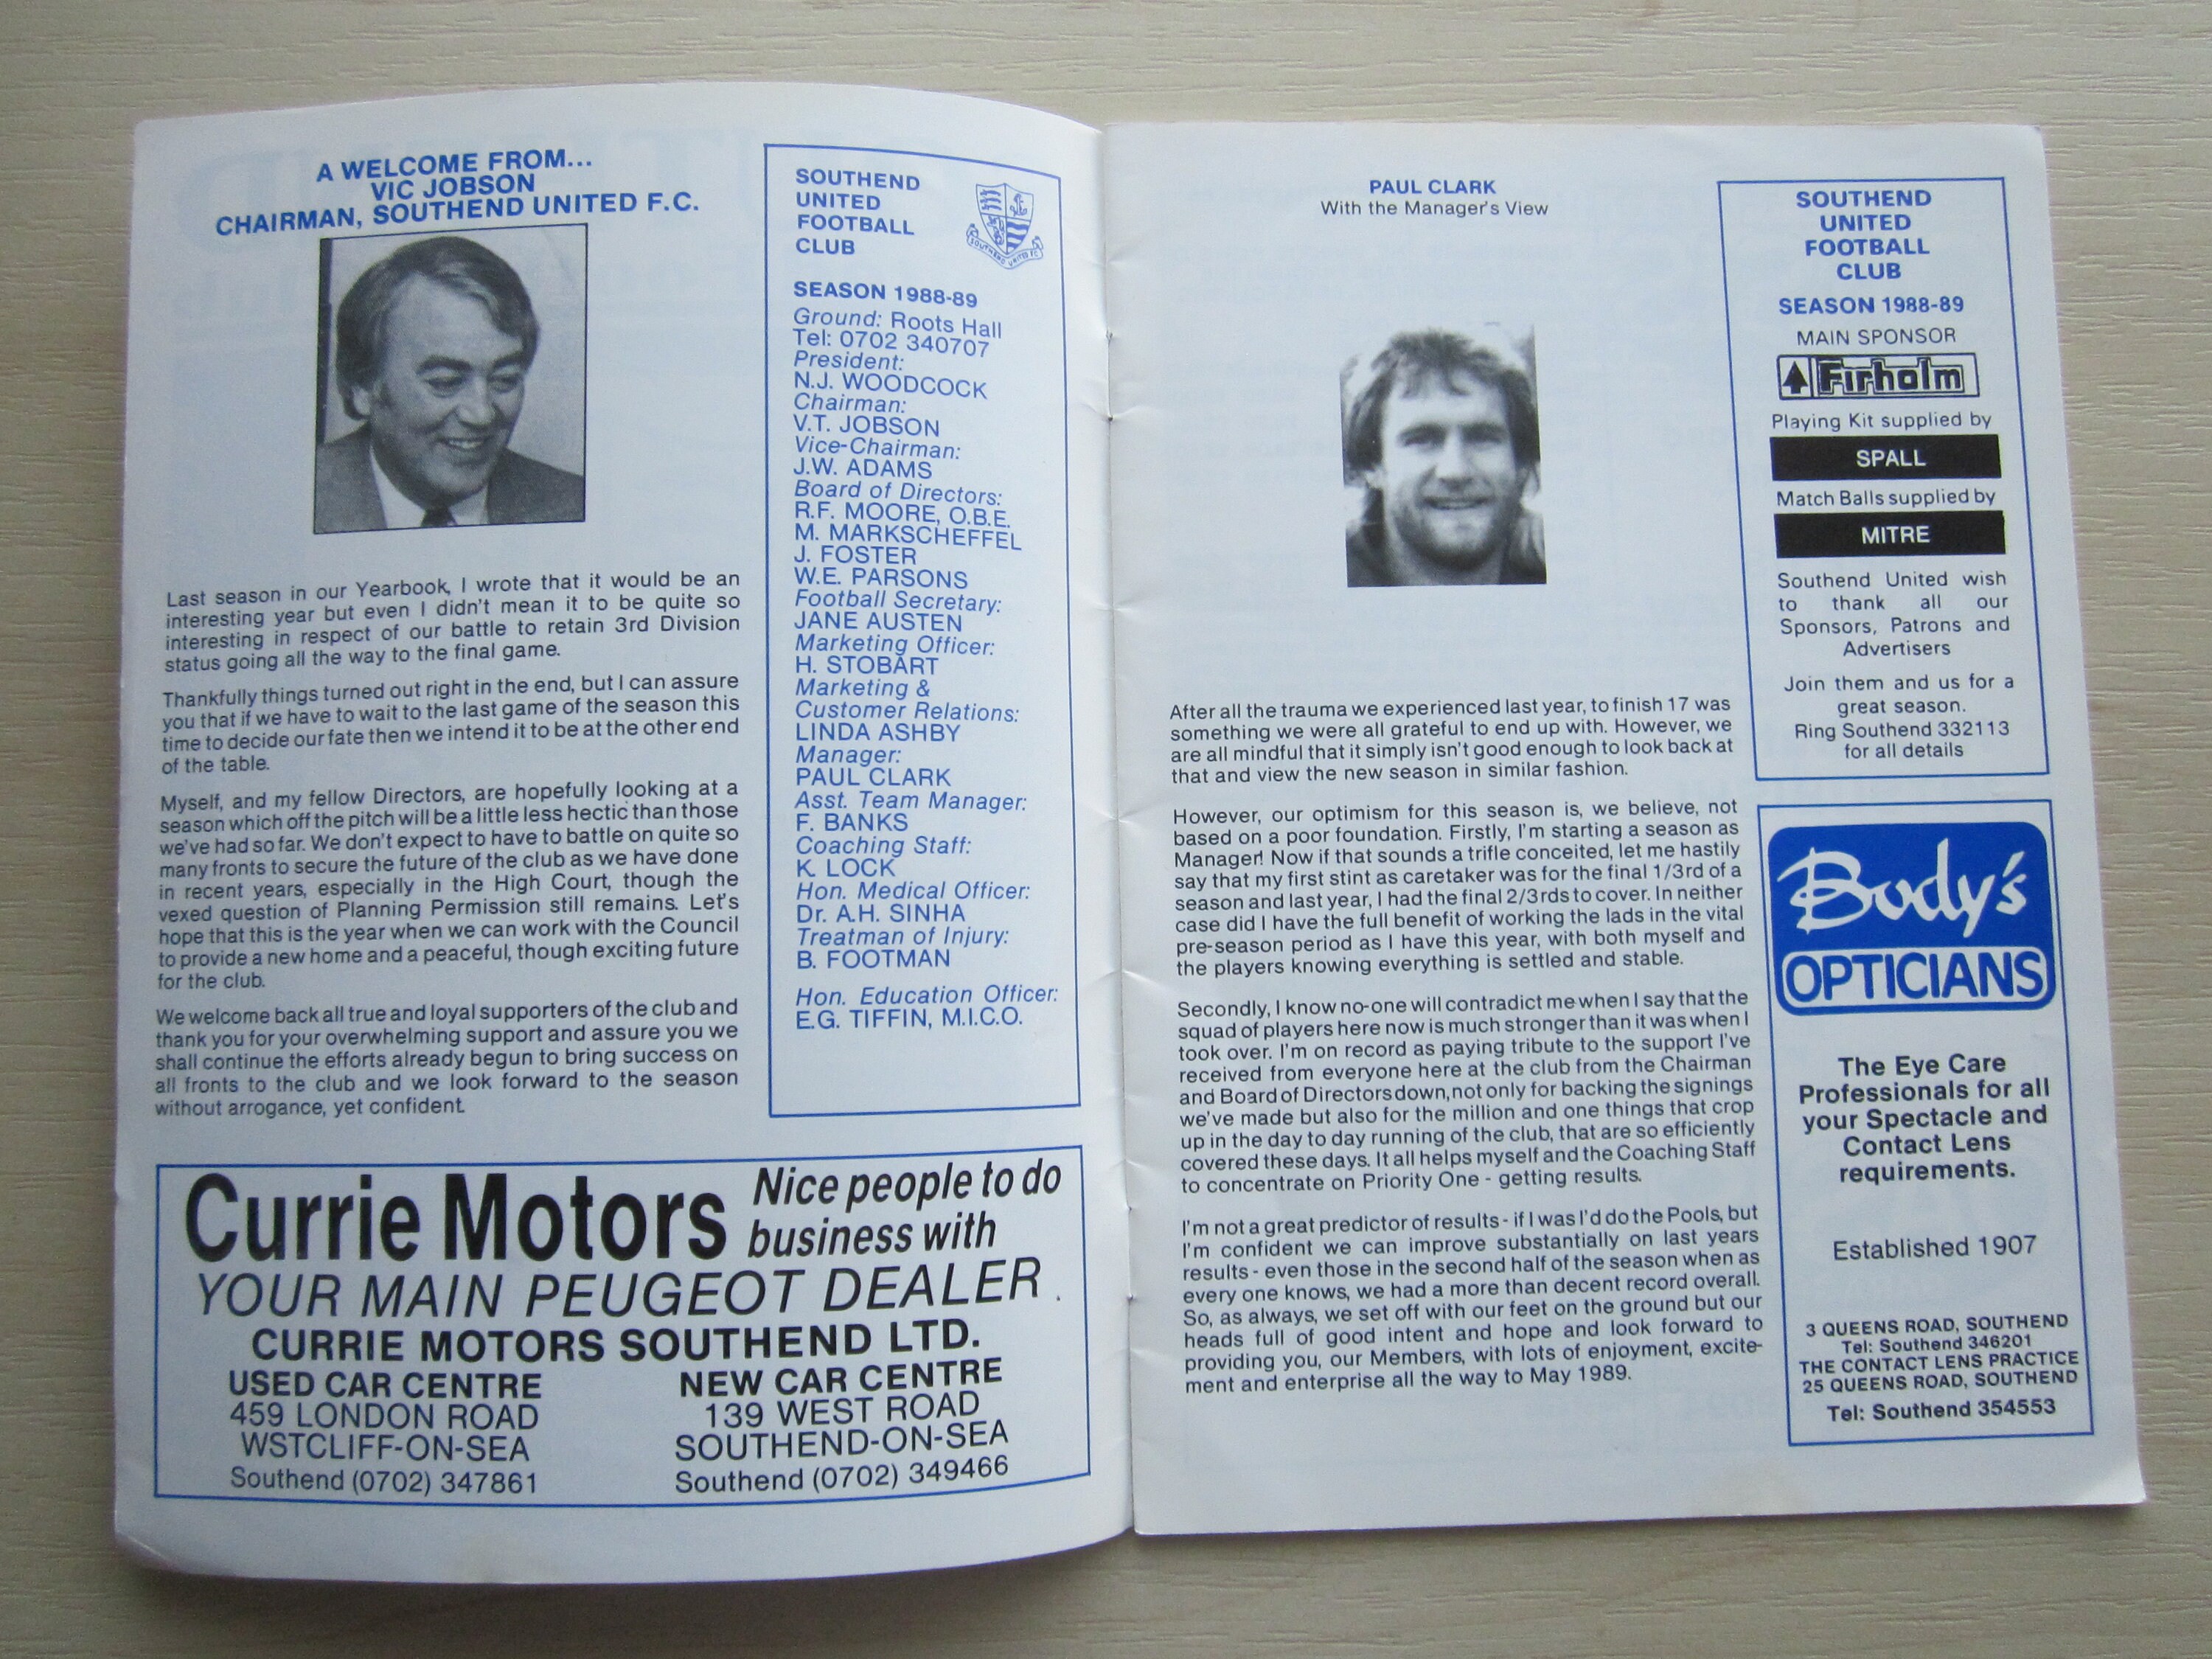 A WELCOME FROM...
VIC JOBSON
CHAIRMAN, SOUTHEND UNITED F.C.
Last season in our Yearbook, I wrote that it would be an
interesting year but even I didn't mean it to be quite so
interesting in respect of our battle to retain 3rd Division
status going all the way to the final game.
Thankfully things turned out right in the end, but I can assure
you that if we have to wait to the last game of the season this
time to decide our fate then we intend it to be at the other end
of the table.
Myself, and my fellow Directors, are hopefully looking at a
season which off the pitch will be a little less hectic than those
we've had so far. We don't expect to have to battle on quite so
many fronts to secure the future of the club as we have done
in recent years, especially in the High Court, though the
vexed question of Planning Permission still remains. Let's
hope that this is the year when we can work with the Council
to provide a new home and a peaceful, though exciting future
for the club.
We welcome back all true and loyal supporters of the club and
thank you for your overwhelming support and assure you we
shall continue the efforts already begun to bring success on
all fronts to the club and we look forward to the season
without arrogance, yet confident.
SOUTHEND
UNITED
FOOTBALL
CLUB
SOUTHEND UNITED FC
SEASON 1988-89
Ground: Roots Hall
Tel: 0702 340707
President:
N.J. WOODCOCK
Chairman:
V.T. JOBSON
Vice-Chairman:
J.W. ADAMS
Board of Directors:
R.F. MOORE, O.B.E.
M. MARKSCHEFFEL
J. FOSTER
W.E. PARSONS
Football Secretary:
JANE AUSTEN
Marketing Officer:
H. STOBART
Marketing &
Customer Relations:
LINDA ASHBY
Manager:
PAUL CLARK
Asst. Team Manager:
F. BANKS
Coaching Staff:
K. LOCK
Hon. Medical Officer:
Dr. A.H. SINHA
Treatman of Injury:
B. FOOTMAN
Hon. Education Officer:
E.G. TIFFIN, M.I.C.O.
Currie Motors Nice people to do
business with
YOUR MAIN PEUGEOT DEALER.
CURRIE MOTORS SOUTHEND LTD.
USED CAR CENTRE
459 LONDON ROAD
WSTCLIFF-ON-SEA
Southend (0702) 347861
NEW CAR CENTRE
139 WEST ROAD
SOUTHEND-ON-SEA
Southend (0702) 349466
PAUL CLARK
With the Manager's View
After all the trauma we experienced last year, to finish 17 was
something we were all grateful to end up with. However, we
are all mindful that it simply isn't good enough to look back at
that and view the new season in similar fashion.
However, our optimism for this season is, we believe, not
based on a poor foundation. Firstly, I'm starting a season as
Manager! Now if that sounds a trifle conceited, let me hastily
say that my first stint as caretaker was for the final 1/3rd of a
season and last year, I had the final 2/3rds to cover. In neither
case did I have the full benefit of working the lads in the vital
pre-season period as I have this year, with both myself and
the players knowing everything is settled and stable.
Secondly, I know no-one will contradict me when I say that the
squad of players here now is much stronger than it was when I
took over. I'm on record as paying tribute to the support I've
received from everyone here at the club from the Chairman
and Board of Directors down, not only for backing the signings
we've made but also for the million and one things that crop
up in the day to day running of the club, that are so efficiently
covered these days. It all helps myself and the Coaching Staff
to concentrate on Priority One - getting results.
I'm not a great predictor of results - if I was I'd do the Pools, but
I'm confident we can improve substantially on last years
results - even those in the second half of the season when as
every one knows, we had a more than decent record overall.
So, as always, we set off with our feet on the ground but our
heads full of good intent and hope and look forward to
providing you, our Members, with lots of enjoyment, excite-
ment and enterprise all the way to May 1989.
SOUTHEND
UNITED
FOOTBALL
CLUB
SEASON 1988-89
MAIN SPONSOR
Firholm
Playing Kit supplied by
SPALL
Match Balls supplied by
MITRE
Southend United wish
to thank all our
Sponsors, Patrons and
Advertisers
Join them and us for a
great season.
Ring Southend 332113
for all details
Body's
OPTICIANS
The Eye Care
Professionals for all
your Spectacle and
Contact Lens
requirements.
Established 1907
3 QUEENS ROAD, SOUTHEND
Tel: Southend 346201
THE CONTACT LENS PRACTICE
25 QUEENS ROAD, SOUTHEND
Tel: Southend 354553